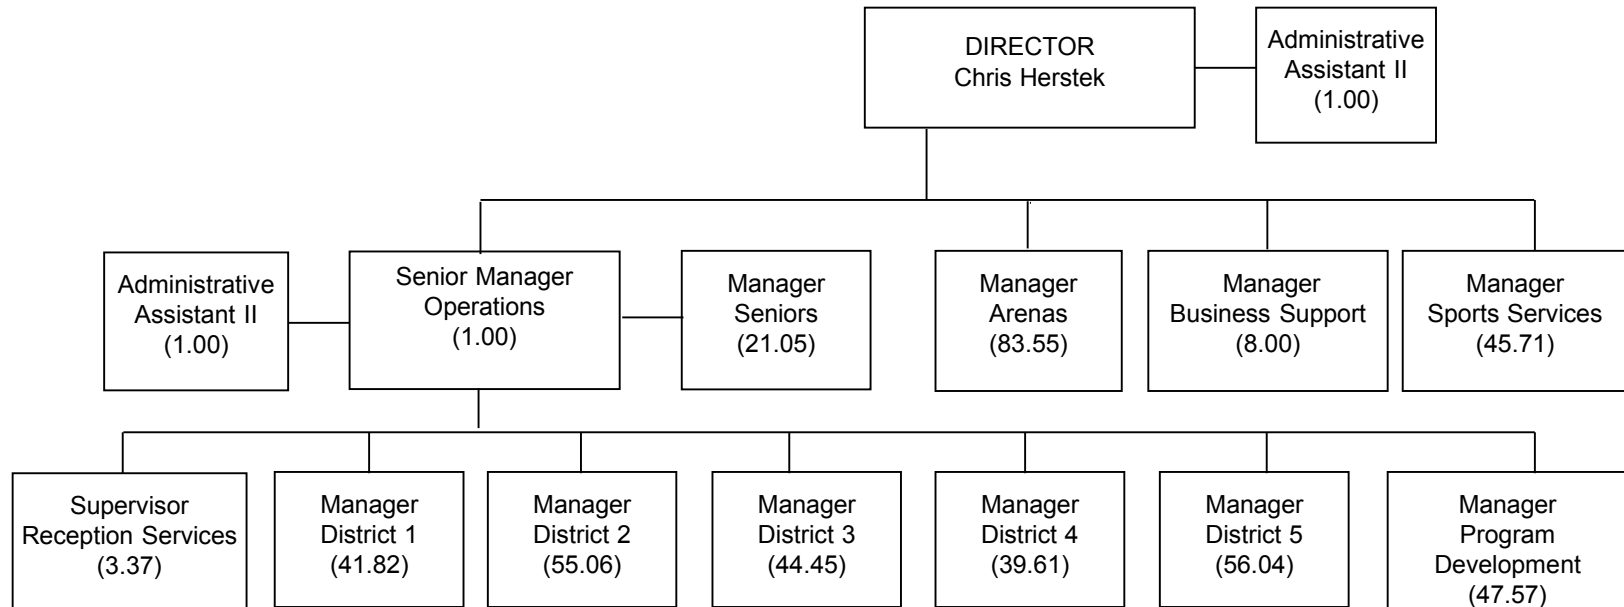 DIRECTOR
Chris Herstek
Administrative
Assistant II
(1.00)
Administrative
Assistant II
(1.00)
Senior Manager
Operations
(1.00)
Manager
Seniors
(21.05)
Manager
Arenas
(83.55)
Manager
Business Support
(8.00)
Manager
Sports Services
(45.71)
Supervisor
Reception Services
(3.37)
Manager
District 1
(41.82)
Manager
District 2
(55.06)
Manager
District 3
(44.45)
Manager
District 4
(39.61)
Manager
District 5
(56.04)
Manager
Program
Development
(47.57)